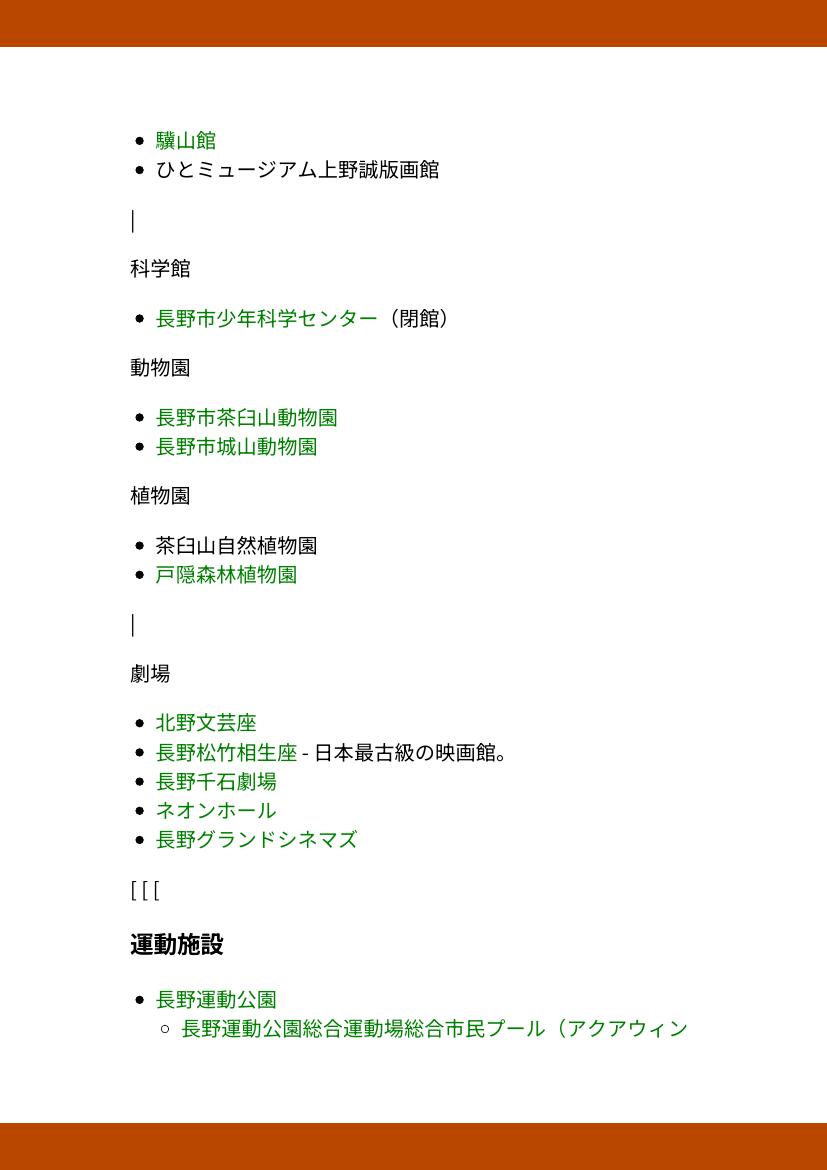 驥山館
ひとミュージアム上野誠版画館
|
科学館
長野市少年科学センター（閉館）
動物園
長野市茶臼山動物園
長野市城山動物園
植物園
茶臼山自然植物園
戸隠森林植物園
|
劇場
北野文芸座
長野松竹相生座 - 日本最古級の映画館。
長野千石劇場
ネオンホール
長野グランドシネマズ
[ [ [
運動施設
長野運動公園
長野運動公園総合運動場総合市民プール（アクアウィン